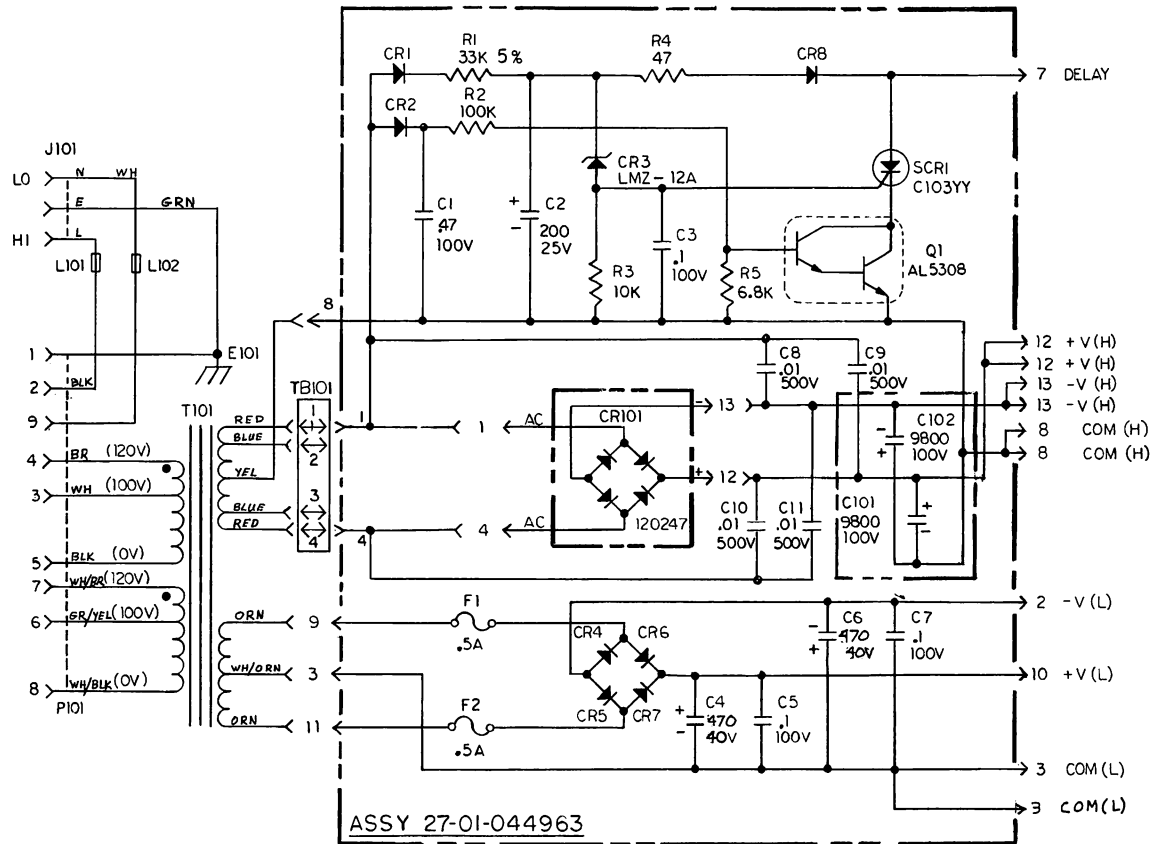 CR1
R1
33K 5%
R4
47
CR8
7 DELAY
CR2
R2
100K
J101
LO
N
WH
E
GRN
HI
L
L101
L102
CR3
LMZ-12A
SCR1
C103YY
C1
.47
100V
+
-
C2
200
25V
C3
.1
100V
R3
10K
R5
6.8K
Q1
AL5308
8
1
E101
2
BLK
9
TB101
T101
C8
.01
500V
C9
.01
500V
12 +V(H)
12 +V(H)
13 -V(H)
13 -V(H)
8 COM(H)
8 COM(H)
RED
1
1
1
AC
CR101
-
13
BLUE
2
YEL
+
12
BLUE
3
RED
4
4
4
AC
120247
C10
.01
500V
C11
.01
500V
-
+
C102
9800
100V
C101
9800
100V
+
-
4
BR (120V)
3
WH (100V)
5
BLK (0V)
7
WH/BR (120V)
6
GR/YEL (100V)
8
WH/BLK (0V)
P101
ORN
9
F1
.5A
WH/ORN
3
ORN
11
F2
.5A
CR4
CR6
CR5
CR7
2 -V(L)
-
+
C6
470
40V
C7
.1
100V
10 +V(L)
+
-
C4
470
40V
C5
.1
100V
3 COM(L)
3 COM(L)
ASSY 27-01-044963